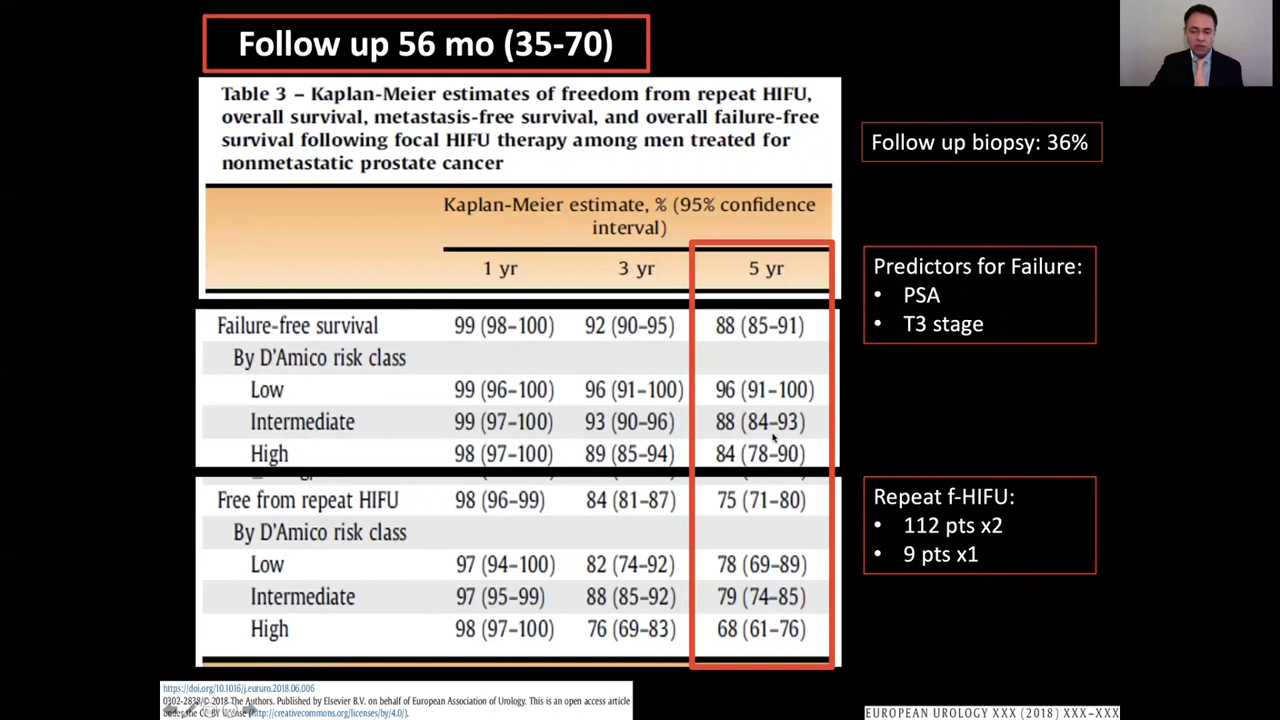 Follow up 56 mo (35-70)
Table 3 – Kaplan-Meier estimates of freedom from repeat HIFU,
overall survival, metastasis-free survival, and overall failure-free
survival following focal HIFU therapy among men treated for
nonmetastatic prostate cancer
Kaplan-Meier estimate, % (95% confidence
interval)
1 yr 3 yr 5 yr
Failure-free survival 99 (98–100) 92 (90–95) 88 (85–91)
By D'Amico risk class
Low 99 (96–100) 96 (91–100) 96 (91–100)
Intermediate 99 (97–100) 93 (90–96) 88 (84–93)
High 98 (97–100) 89 (85–94) 84 (78–90)
Free from repeat HIFU 98 (96–99) 84 (81–87) 75 (71–80)
By D'Amico risk class
Low 97 (94–100) 82 (74–92) 78 (69–89)
Intermediate 97 (95–99) 88 (85–92) 79 (74–85)
High 98 (97–100) 76 (69–83) 68 (61–76)
Follow up biopsy: 36%
Predictors for Failure:
• PSA
• T3 stage
Repeat f-HIFU:
• 112 pts x2
• 9 pts x1
https://doi.org/10.1016/j.eururo.2018.06.006
0302-2838/© 2018 The Authors. Published by Elsevier B.V. on behalf of European Association of Urology. This is an open access article
under the CC BY license (http://creativecommons.org/licenses/by/4.0/).
EUROPEAN UROLOGY XXX (2018) XXX–XXX